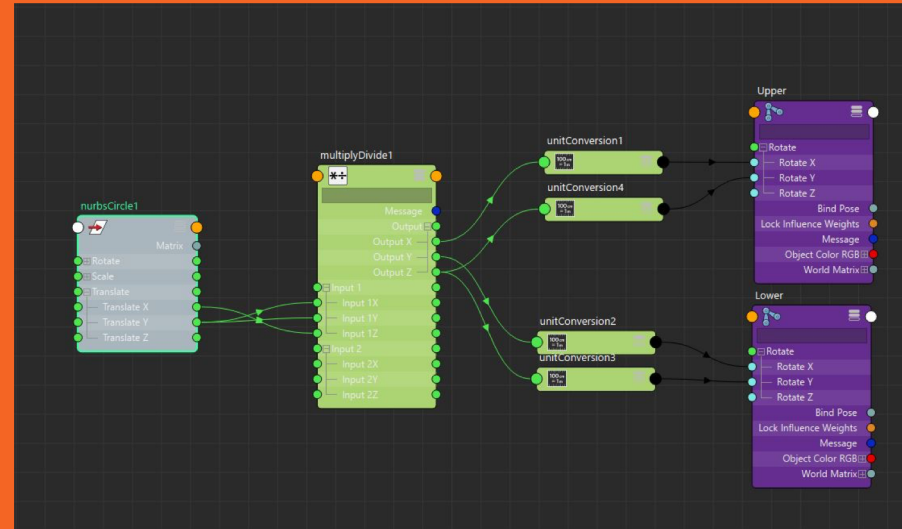 nurbsCircle1
Matrix
Rotate
Scale
Translate
Translate X
Translate Y
Translate Z
multiplyDivide1
Message
Output
Output X
Output Y
Output Z
Input 1
Input 1X
Input 1Y
Input 1Z
Input 2
Input 2X
Input 2Y
Input 2Z
unitConversion1
unitConversion4
unitConversion2
unitConversion3
Upper
Rotate
Rotate X
Rotate Y
Rotate Z
Bind Pose
Lock Influence Weights
Message
Object Color RGB
World Matrix
Lower
Rotate
Rotate X
Rotate Y
Rotate Z
Bind Pose
Lock Influence Weights
Message
Object Color RGB
World Matrix